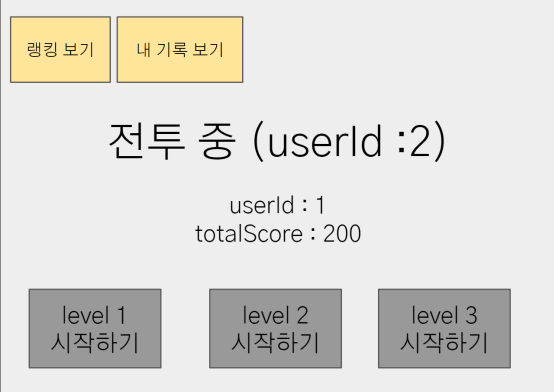 랭킹 보기
내 기록 보기
전투 중 (userId :2)
userId : 1
totalScore : 200
level 1
시작하기
level 2
시작하기
level 3
시작하기